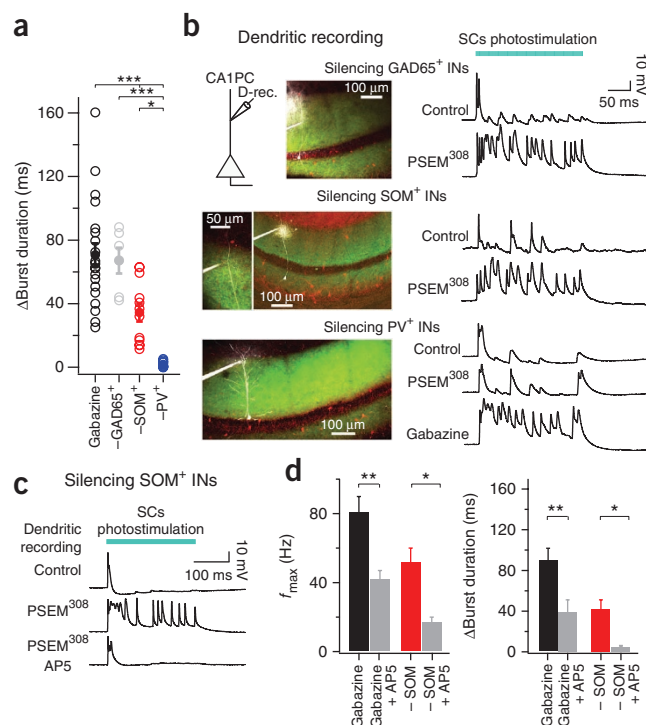 a
***
***
*
160
120
80
40
0
ΔBurst duration (ms)
Gabazine
–GAD65+
–SOM+
–PV+
b
Dendritic recording
SCs photostimulation
10 mV
50 ms
CA1PC
D-rec.
Silencing GAD65+ INs
100 μm
Control
PSEM308
Silencing SOM+ INs
50 μm
100 μm
Control
PSEM308
Silencing PV+ INs
100 μm
Control
PSEM308
Gabazine
c
Silencing SOM+ INs
SCs
photostimulation
Dendritic
recording
Control
10 mV
100 ms
PSEM308
PSEM308
AP5
d
**
*
80
40
0
fmax (Hz)
Gabazine
Gabazine
+ AP5
– SOM
– SOM
+ AP5
**
*
160
120
80
40
0
ΔBurst duration (ms)
Gabazine
Gabazine
+ AP5
– SOM
– SOM
+ AP5